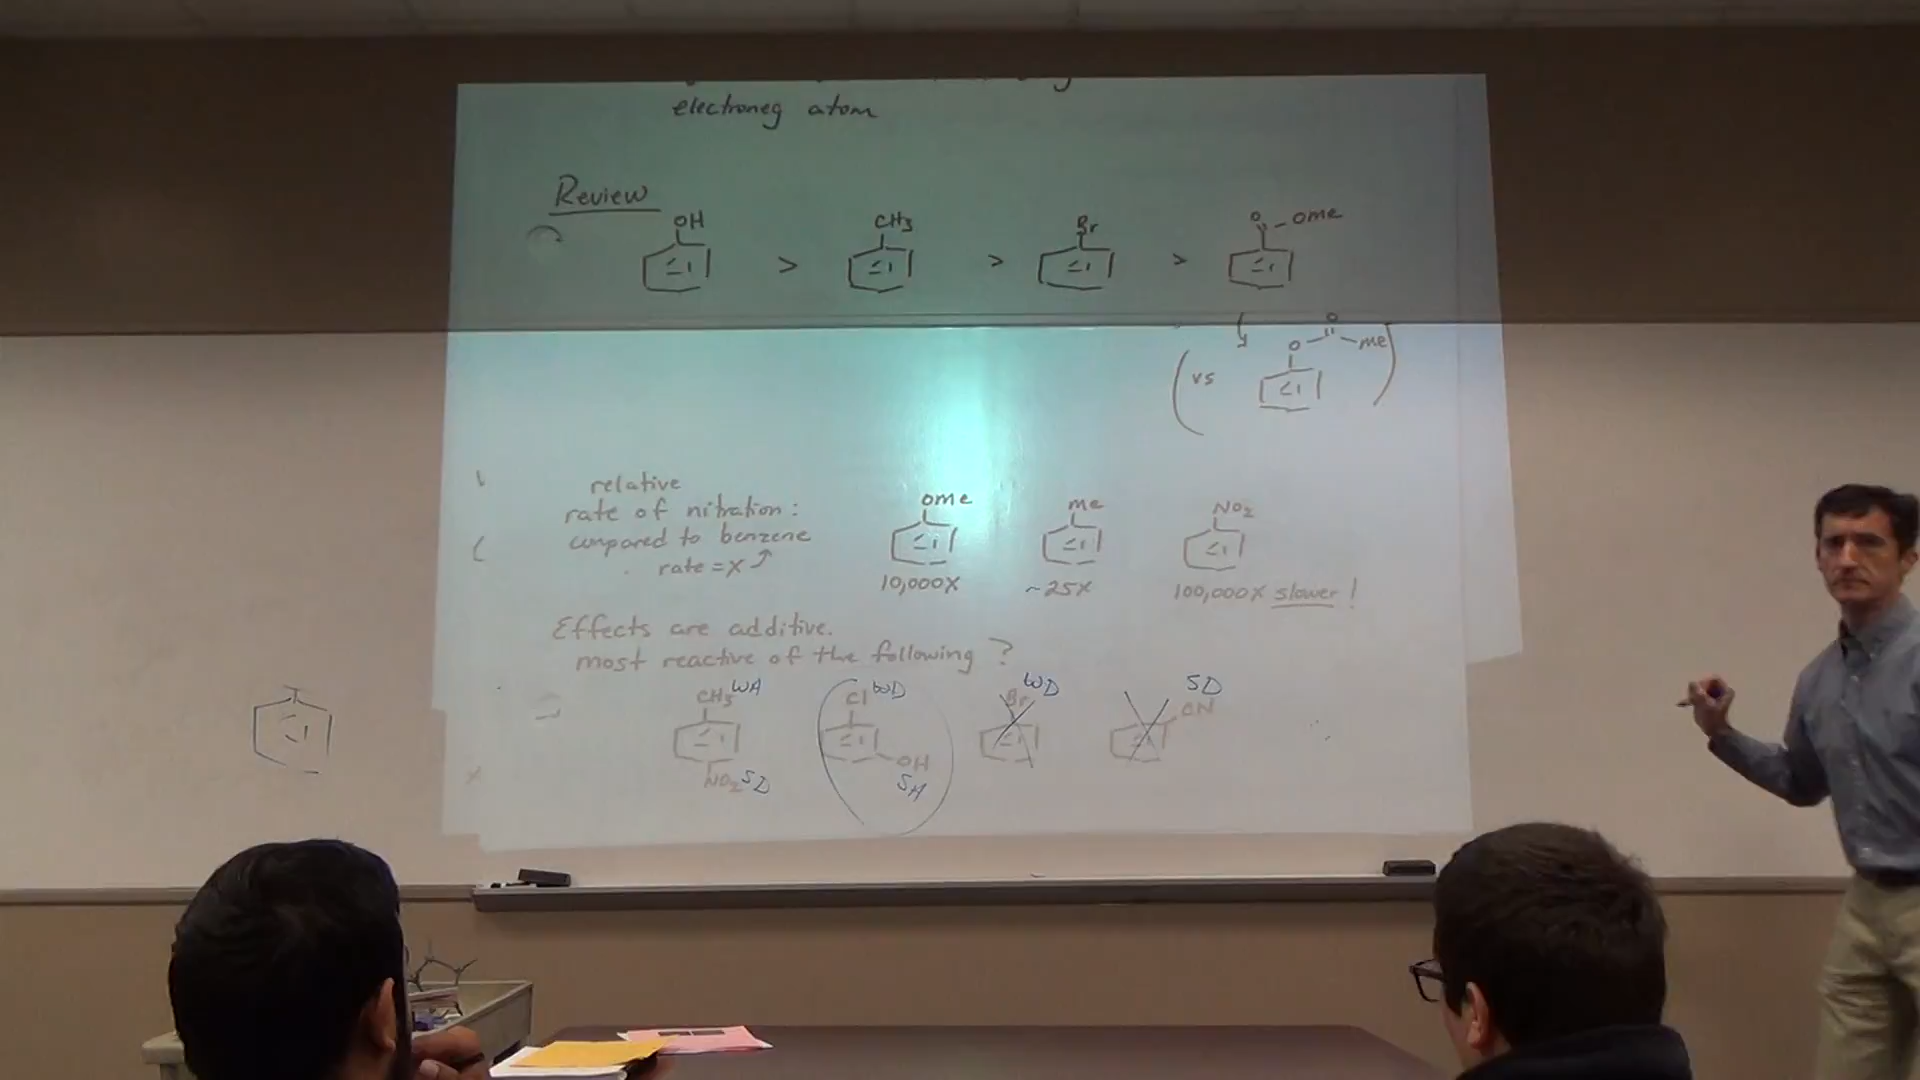 electroneg atom
Review
OH CH3 Br O OMe
> > >
(vs O O Me)
relative
rate of nitration:
compared to benzene
rate = X
OMe Me NO2
10,000X ~25X 100,000X slower!
Effects are additive.
most reactive of the following?
CH3 WA Cl WD Br WD CN SD
NO2 SD OH SA